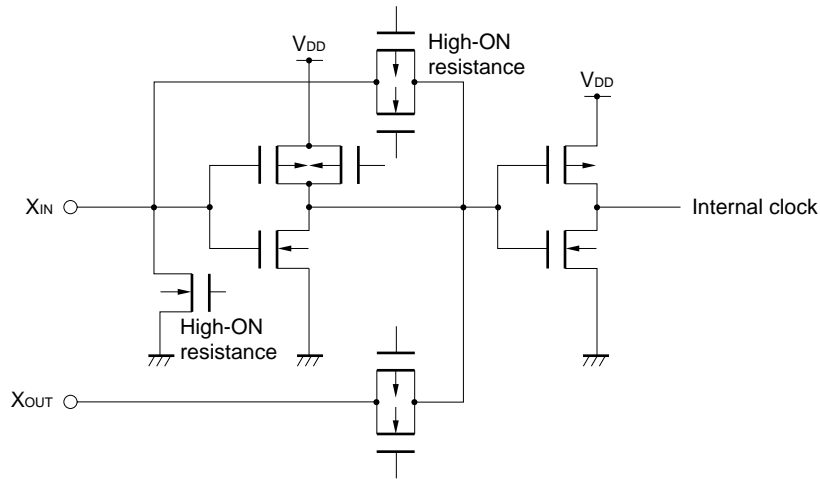 VDD
High-ON
resistance
VDD
XIN
Internal clock
High-ON
resistance
XOUT